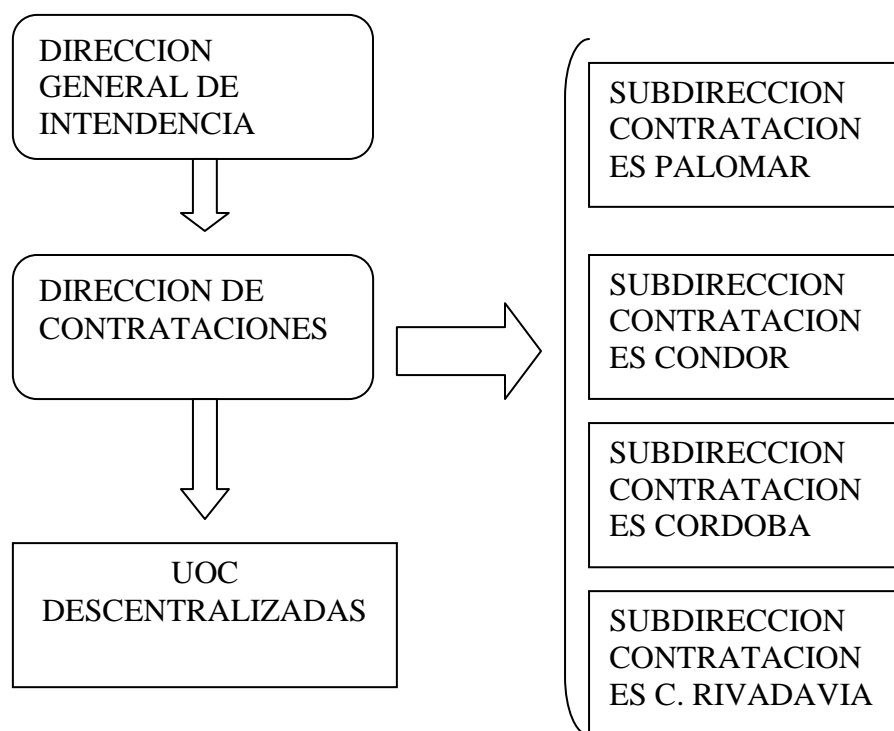 DIRECCION
GENERAL DE
INTENDENCIA
DIRECCION DE
CONTRATACIONES
UOC
DESCENTRALIZADAS
SUBDIRECCION
CONTRATACION
ES PALOMAR
SUBDIRECCION
CONTRATACION
ES CONDOR
SUBDIRECCION
CONTRATACION
ES CORDOBA
SUBDIRECCION
CONTRATACION
ES C. RIVADAVIA